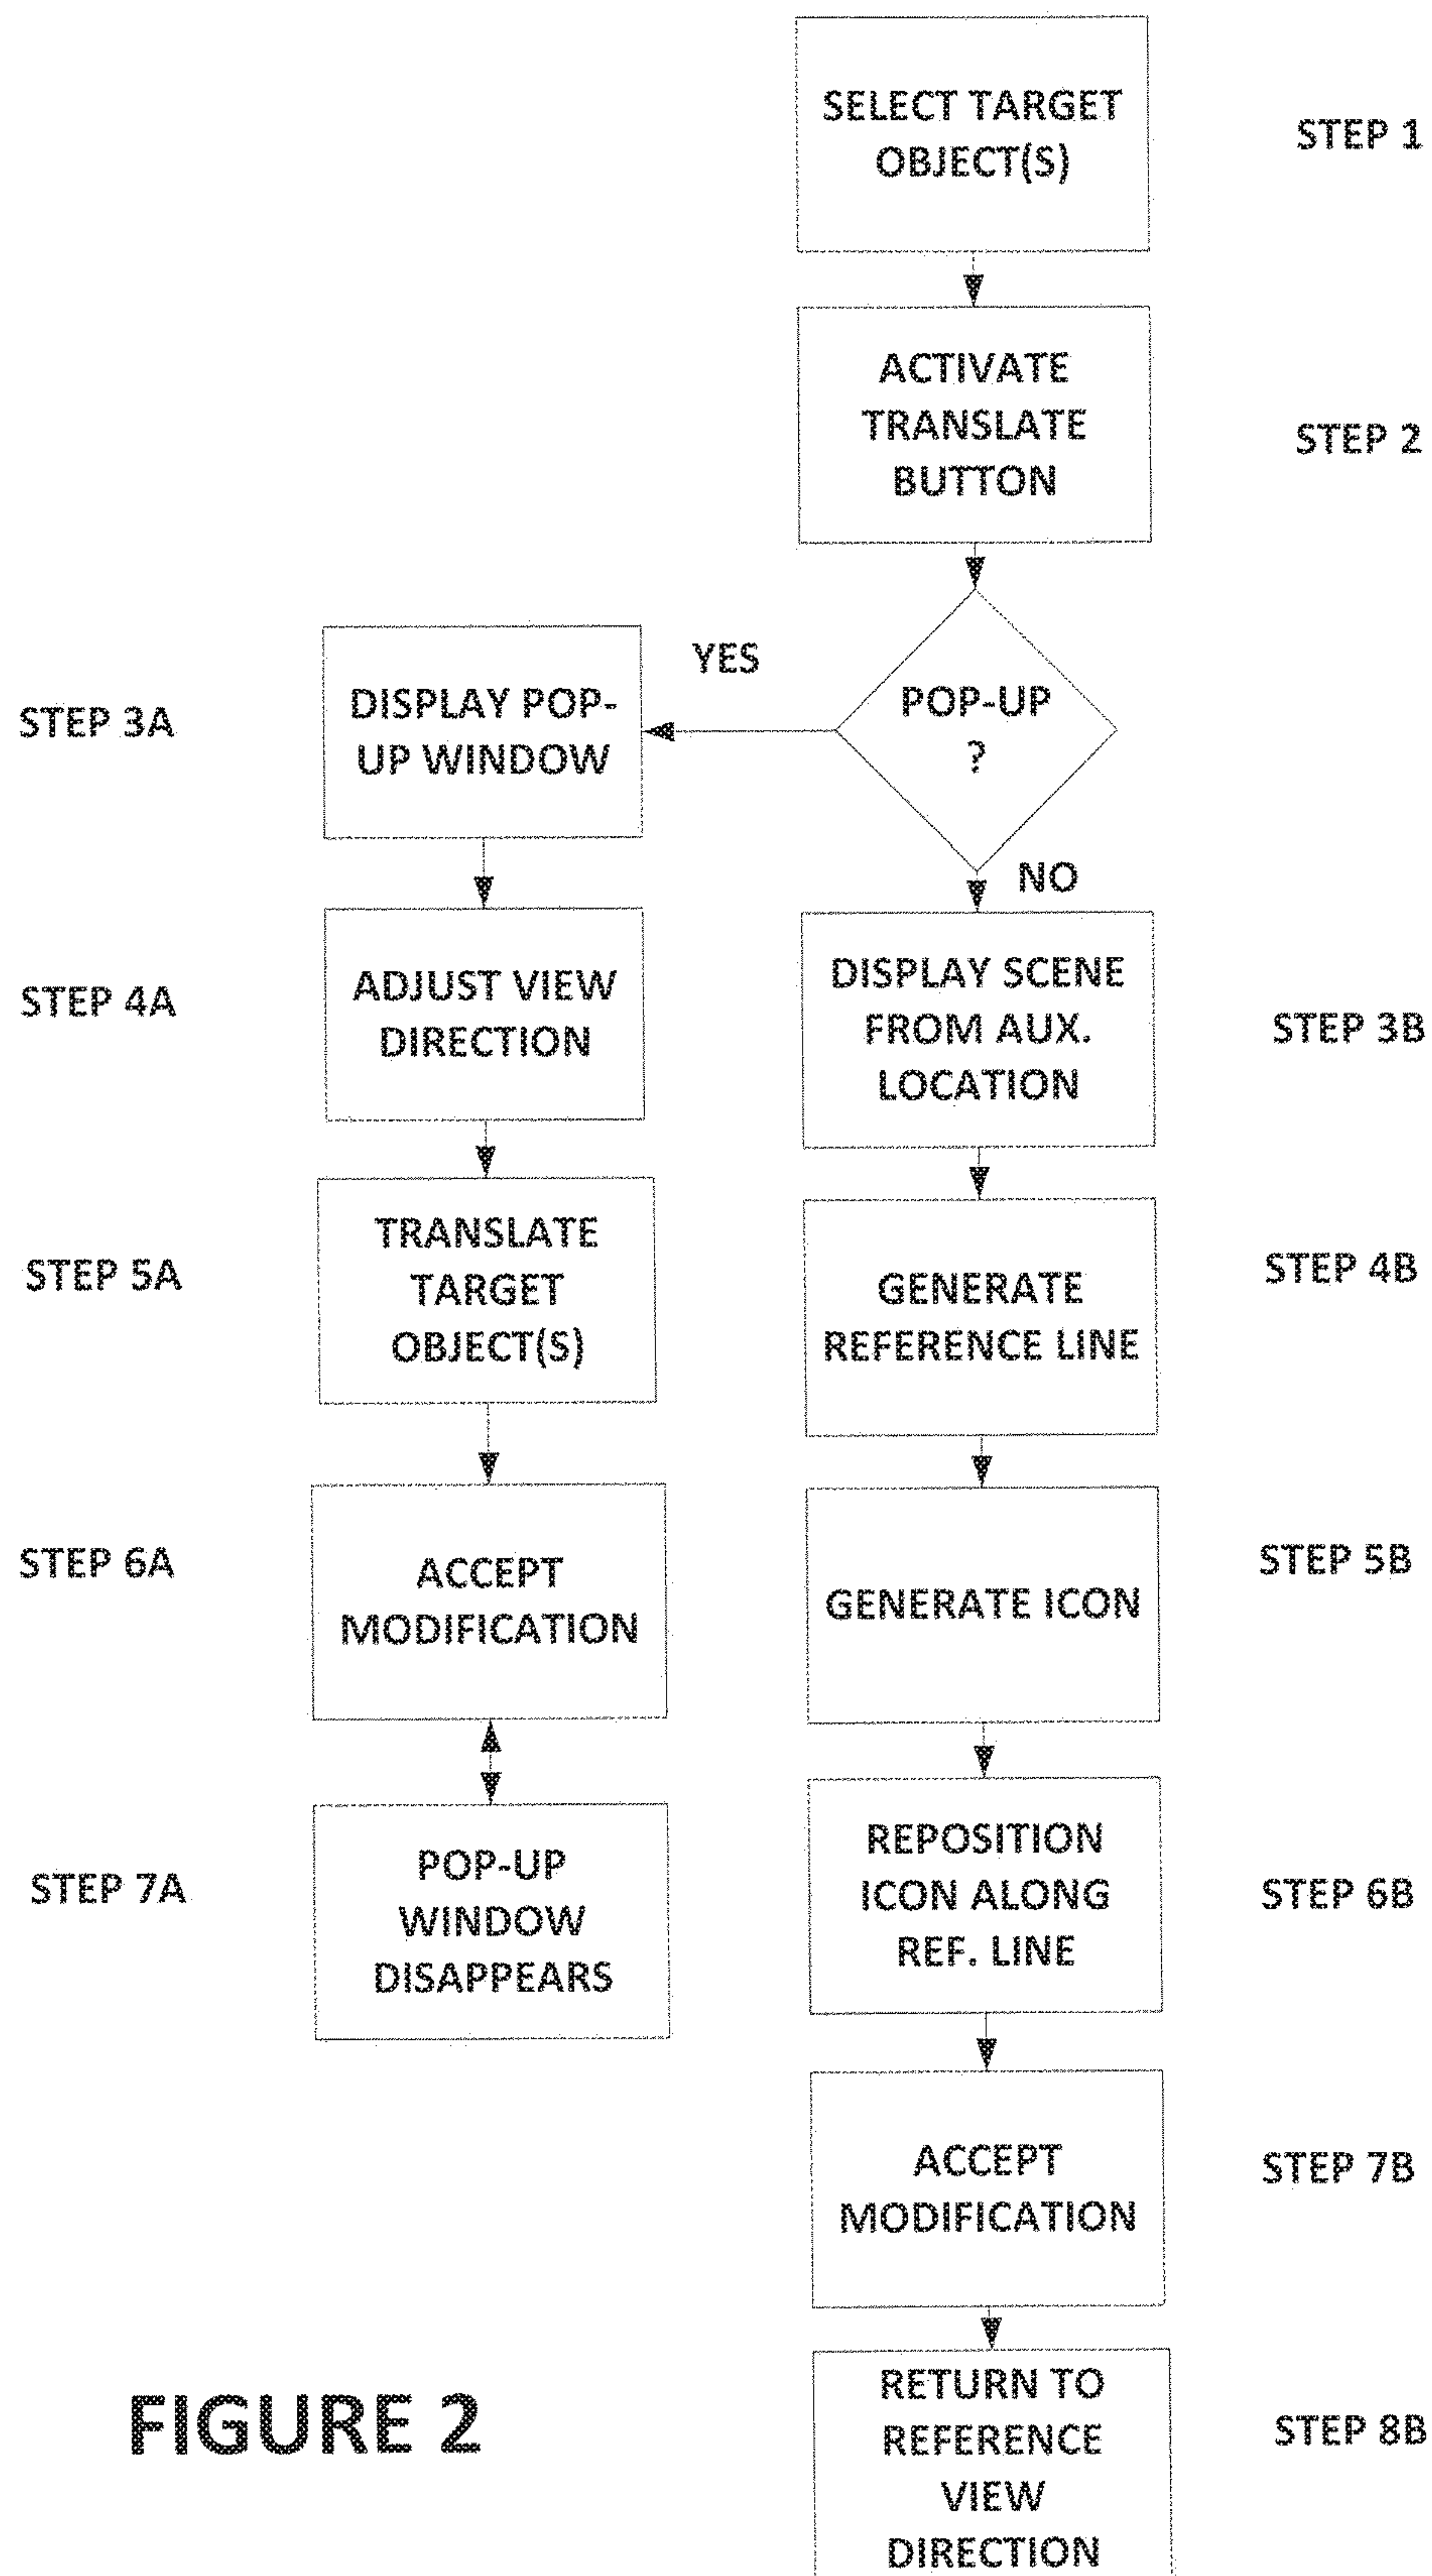 SELECT TARGET
OBJECT(S)
STEP 1
ACTIVATE
TRANSLATE
BUTTON
STEP 2
POP-UP
?
YES
NO
STEP 3A
DISPLAY POP-
UP WINDOW
STEP 4A
ADJUST VIEW
DIRECTION
STEP 5A
TRANSLATE
TARGET
OBJECT(S)
STEP 6A
ACCEPT
MODIFICATION
STEP 7A
POP-UP
WINDOW
DISAPPEARS
DISPLAY SCENE
FROM AUX.
LOCATION
STEP 3B
GENERATE
REFERENCE LINE
STEP 4B
GENERATE ICON
STEP 5B
REPOSITION
ICON ALONG
REF. LINE
STEP 6B
ACCEPT
MODIFICATION
STEP 7B
RETURN TO
REFERENCE
VIEW
DIRECTION
STEP 8B
FIGURE 2